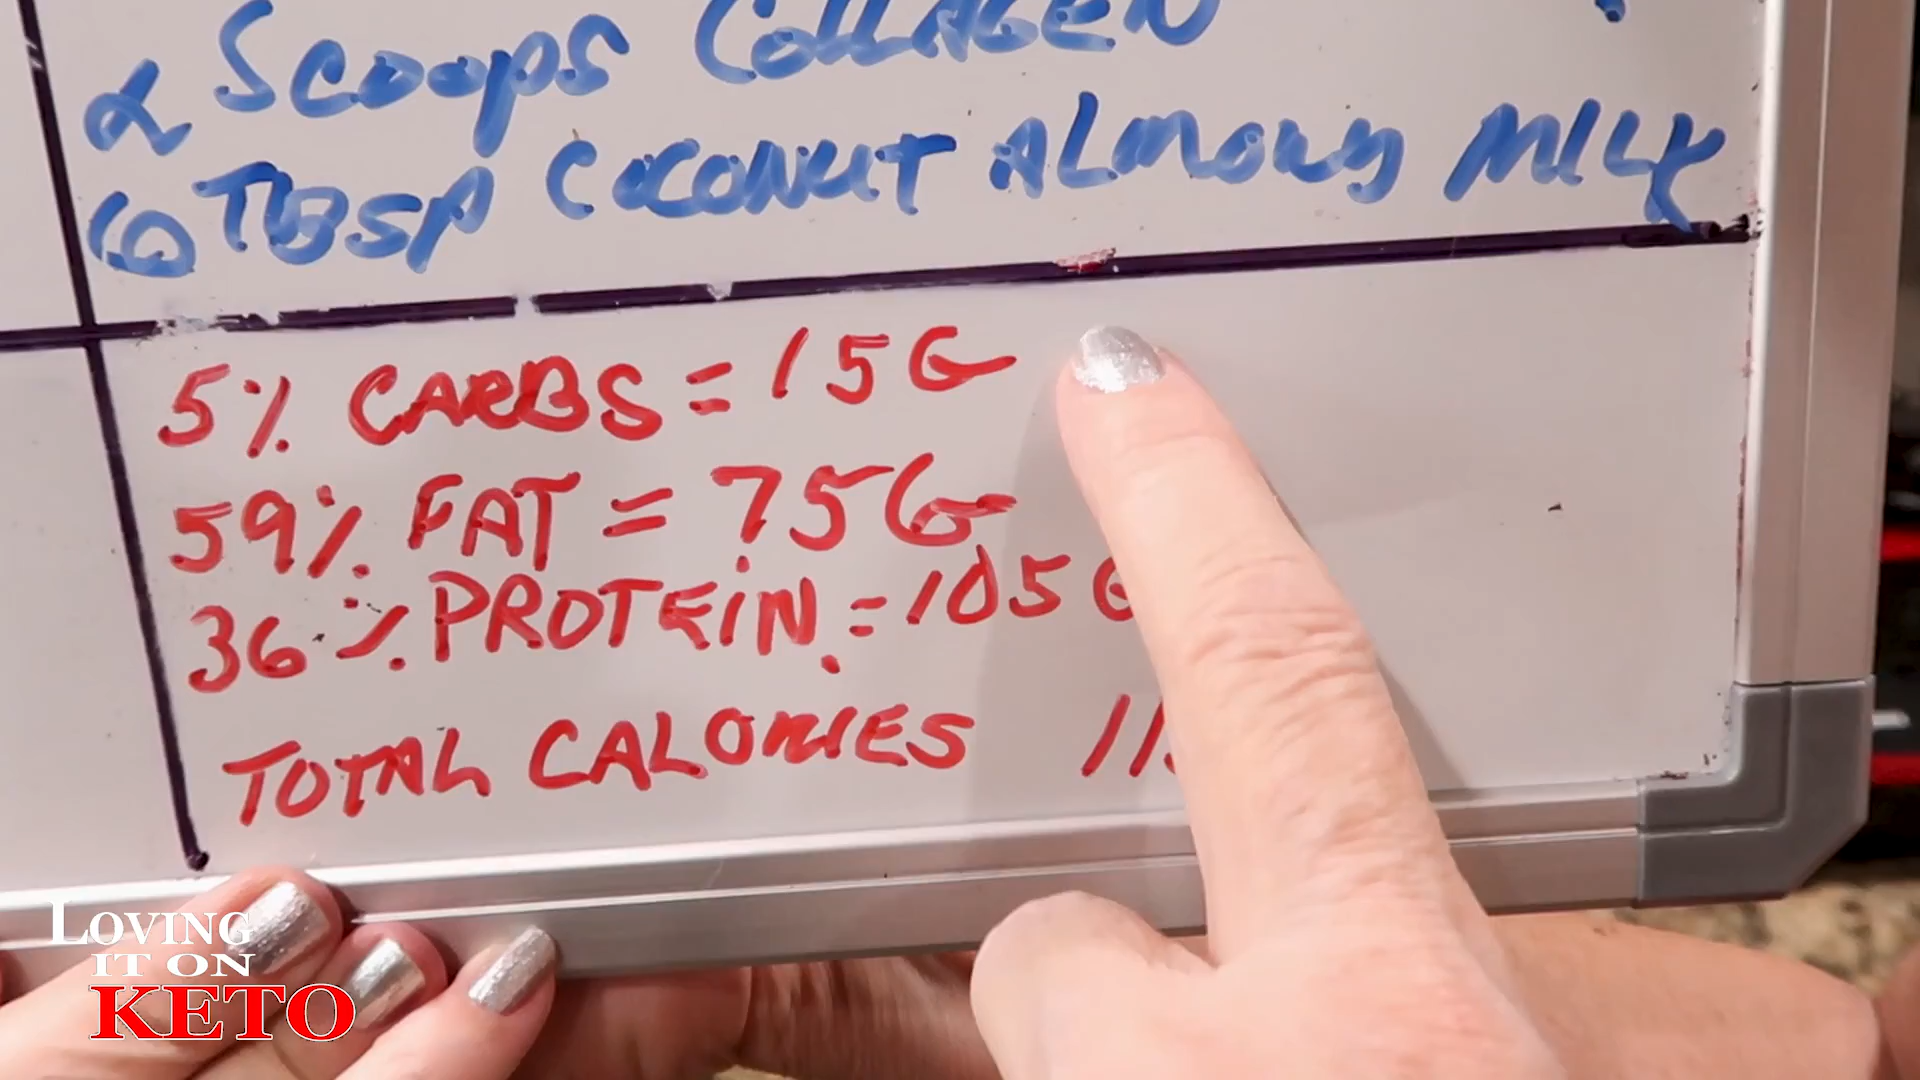 2 SCOOPS COLLAGEN
6 TBSP COCONUT ALMOND MILK
5% CARBS = 15G
59% FAT = 75G
36% PROTEIN = 105G
TOTAL CALORIES 11
LOVING
IT ON
KETO